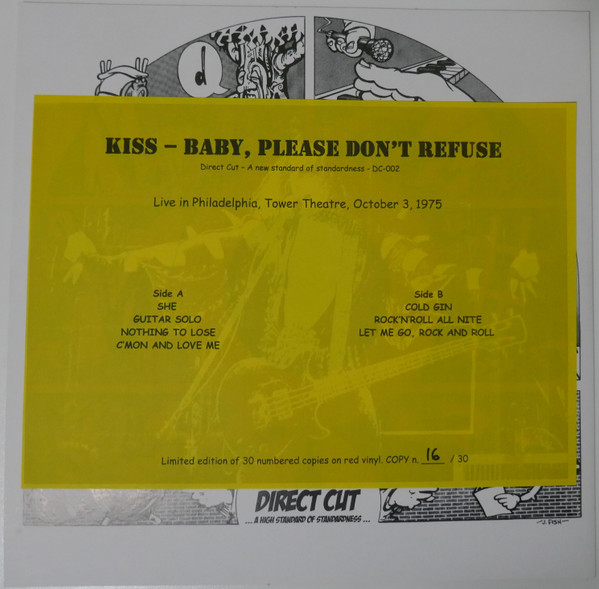 KISS – BABY, PLEASE DON'T REFUSE
Direct Cut – A new standard of standardness - DC-002
Live in Philadelphia, Tower Theatre, October 3, 1975
Side A
SHE
GUITAR SOLO
NOTHING TO LOSE
C'MON AND LOVE ME
Side B
COLD GIN
ROCK'N'ROLL ALL NITE
LET ME GO, ROCK AND ROLL
Limited edition of 30 numbered copies on red vinyl. COPY n. 16 / 30
DIRECT CUT
... A HIGH STANDARD OF STANDARDNESS ...